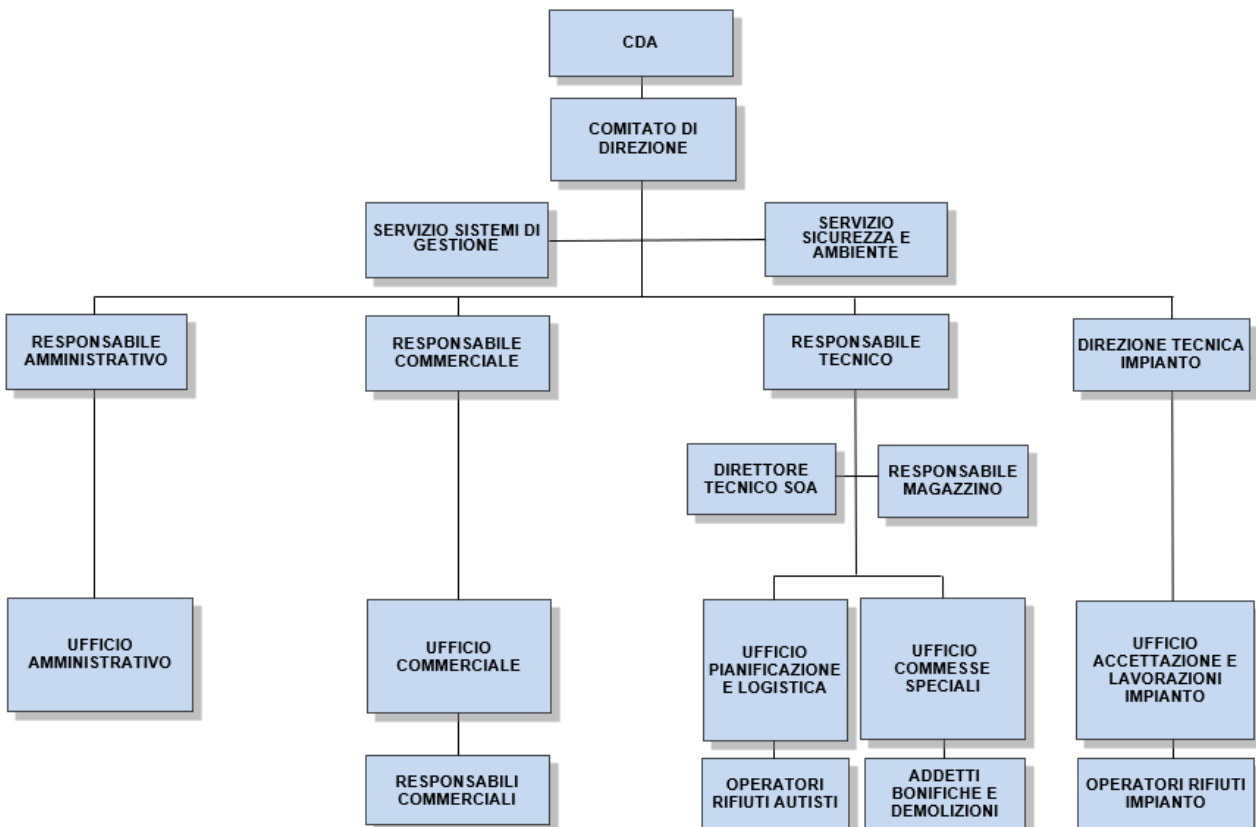 CDA
COMITATO DI
DIREZIONE
SERVIZIO SISTEMI DI
GESTIONE
SERVIZIO
SICUREZZA E
AMBIENTE
RESPONSABILE
AMMINISTRATIVO
RESPONSABILE
COMMERCIALE
RESPONSABILE
TECNICO
DIREZIONE TECNICA
IMPIANTO
DIRETTORE
TECNICO SOA
RESPONSABILE
MAGAZZINO
UFFICIO
AMMINISTRATIVO
UFFICIO
COMMERCIALE
UFFICIO
PIANIFICAZIONE
E LOGISTICA
UFFICIO
COMMESSE
SPECIALI
UFFICIO
ACCETTAZIONE E
LAVORAZIONI
IMPIANTO
RESPONSABILI
COMMERCIALI
OPERATORI
RIFIUTI AUTISTI
ADDETTI
BONIFICHE E
DEMOLIZIONI
OPERATORI RIFIUTI
IMPIANTO